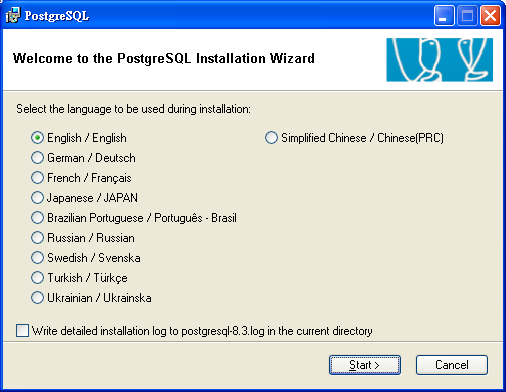 PostgreSQL
Welcome to the PostgreSQL Installation Wizard
Select the language to be used during installation:
English / English
Simplified Chinese / Chinese(PRC)
German / Deutsch
French / Français
Japanese / JAPAN
Brazilian Portuguese / Português - Brasil
Russian / Russian
Swedish / Svenska
Turkish / Türkçe
Ukrainian / Ukrainska
Write detailed installation log to postgresql-8.3.log in the current directory
Start >
Cancel